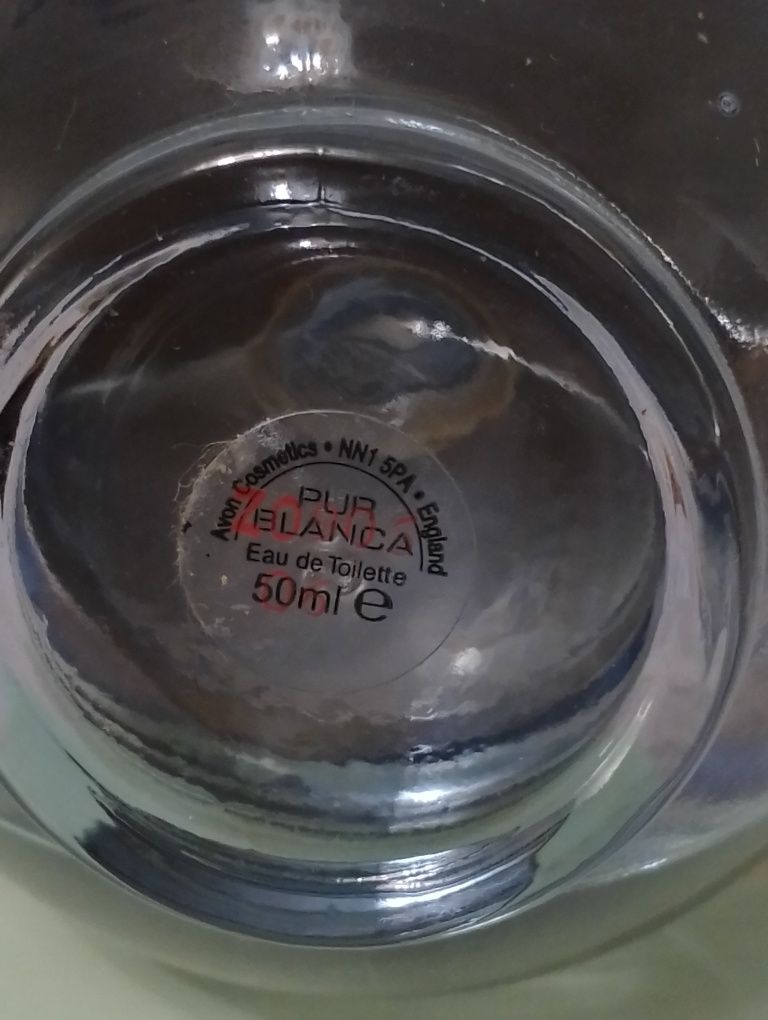 Avon Cosmetics • NN1 5PA • England
PUR
BLANCA
Eau de Toilette
50ml e